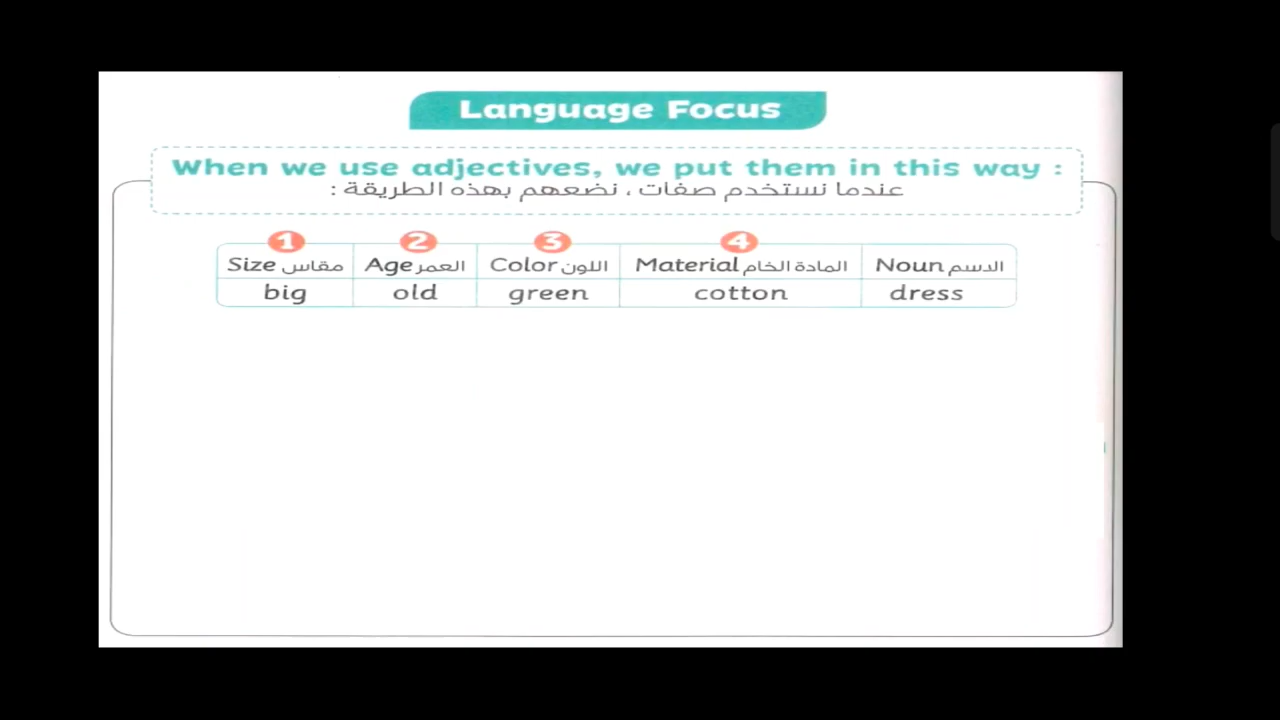 Language Focus
When we use adjectives, we put them in this way :
عندما نستخدم صفات ، نضعهم بهذه الطريقة :
1 2 3 4
Size مقاس Age العمر Color اللون Material المادة الخام Noun الاسم
big old green cotton dress